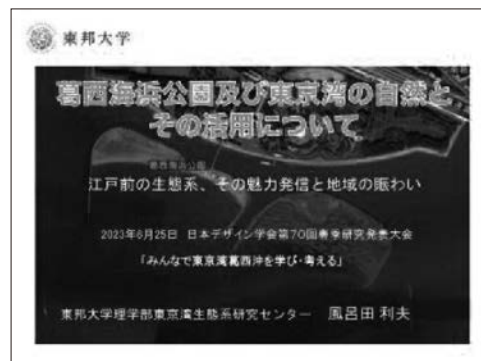 東邦大学
葛西海浜公園及び東京湾の自然と
その活用について
葛西海浜公園
江戸前の生態系、その魅力発信と地域の賑わい
2023年6月25日 日本デザイン学会第70回春季研究発表大会
「みんなで東京湾葛西沖を学び・考える」
東邦大学理学部東京湾生態系研究センター 風呂田 利夫